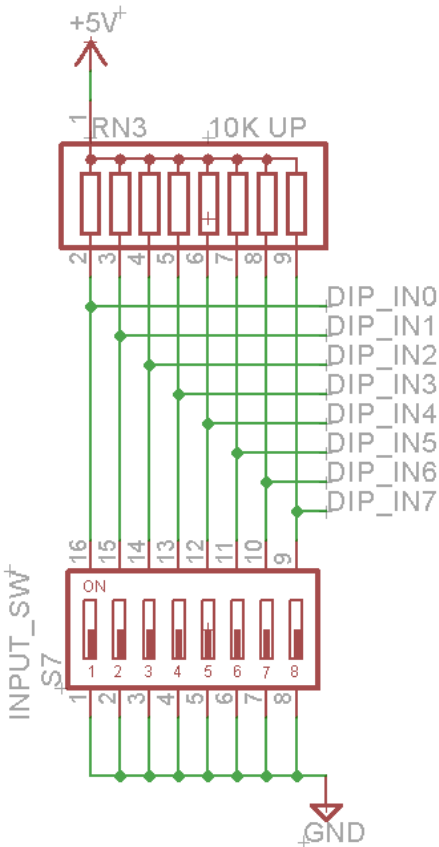 +5V
1
RN3 10K UP
2 3 4 5 6 7 8 9
DIP_IN0
DIP_IN1
DIP_IN2
DIP_IN3
DIP_IN4
DIP_IN5
DIP_IN6
DIP_IN7
16 15 14 13 12 11 10 9
INPUT_SW
S7
ON
1 2 3 4 5 6 7 8
1 2 3 4 5 6 7 8
GND